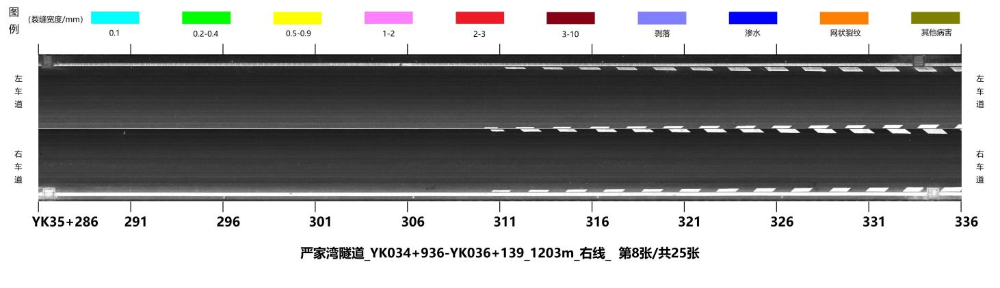 图例
(裂缝宽度/mm)
0.1
0.2-0.4
0.5-0.9
1-2
2-3
3-10
剥落
渗水
网状裂纹
其他病害
左车道
左车道
右车道
右车道
YK35+286 291 296 301 306 311 316 321 326 331 336
严家湾隧道_YK034+936-YK036+139_1203m_右线_ 第8张/共25张